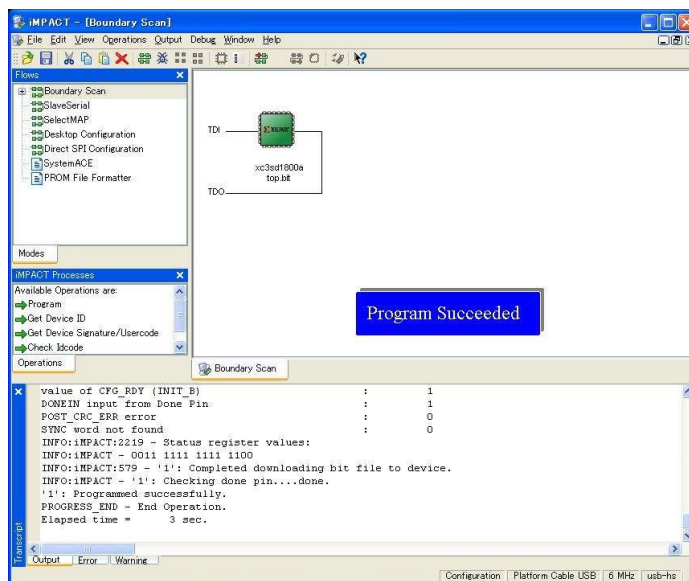 iMPACT - [Boundary Scan]
File Edit View Operations Output Debug Window Help
Flows
Boundary Scan
SlaveSerial
SelectMAP
Desktop Configuration
Direct SPI Configuration
SystemACE
PROM File Formatter
Modes
TDI
XILINX
xc3sd1800a
top.bit
TDO
iMPACT Processes
Available Operations are:
Program
Get Device ID
Get Device Signature/Usercode
Check Idcode
Operations
Program Succeeded
Boundary Scan
value of CFG_RDY (INIT_B) : 1
DONEIN input from Done Pin : 1
POST_CRC_ERR error : 0
SYNC word not found : 0
INFO:iMPACT:2219 - Status register values:
INFO:iMPACT - 0011 1111 1111 1100
INFO:iMPACT:579 - '1': Completed downloading bit file to device.
INFO:iMPACT - '1': Checking done pin....done.
'1': Programmed successfully.
PROGRESS_END - End Operation.
Elapsed time = 3 sec.
Transcript
Output Error Warning
Configuration Platform Cable USB 6 MHz usb-hs